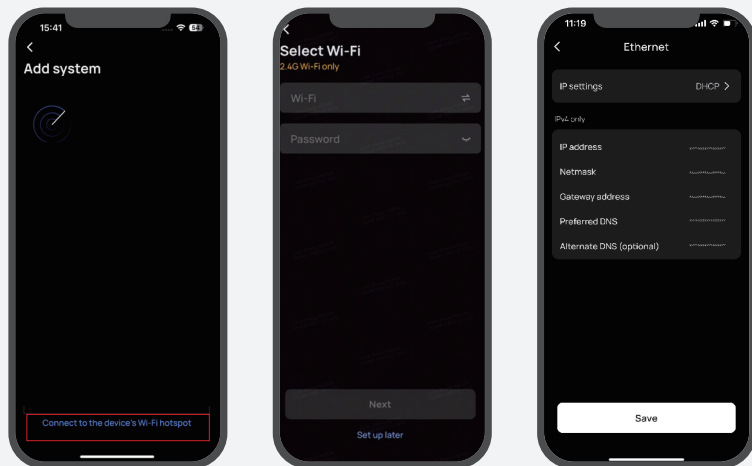 15:41
64
Add system
Connect to the device's Wi-Fi hotspot
Select Wi-Fi
2.4G Wi-Fi only
Wi-Fi
Password
Next
Set up later
11:19
Ethernet
IP settings DHCP
IPv4 only
IP address
Netmask
Gateway address
Preferred DNS
Alternate DNS (optional)
Save